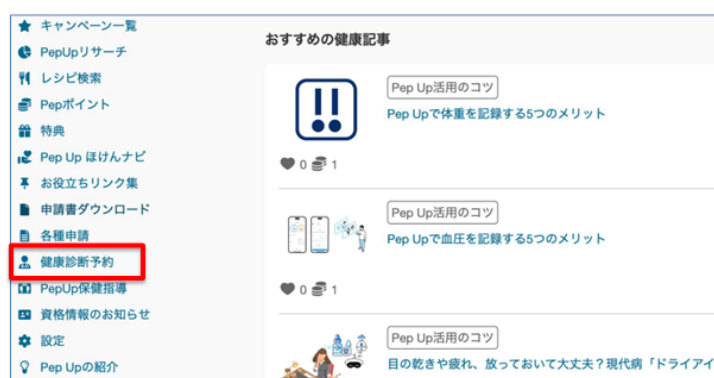 キャンペーン一覧
PepUpリサーチ
レシピ検索
Pepポイント
特典
Pep Up ほけんナビ
お役立ちリンク集
申請書ダウンロード
各種申請
健康診断予約
PepUp保健指導
資格情報のお知らせ
設定
Pep Upの紹介
おすすめの健康記事
Pep Up活用のコツ
Pep Upで体重を記録する5つのメリット
0 1
Pep Up活用のコツ
Pep Upで血圧を記録する5つのメリット
0 1
Pep Up活用のコツ
目の乾きや疲れ、放っておいて大丈夫？現代病「ドライアイ